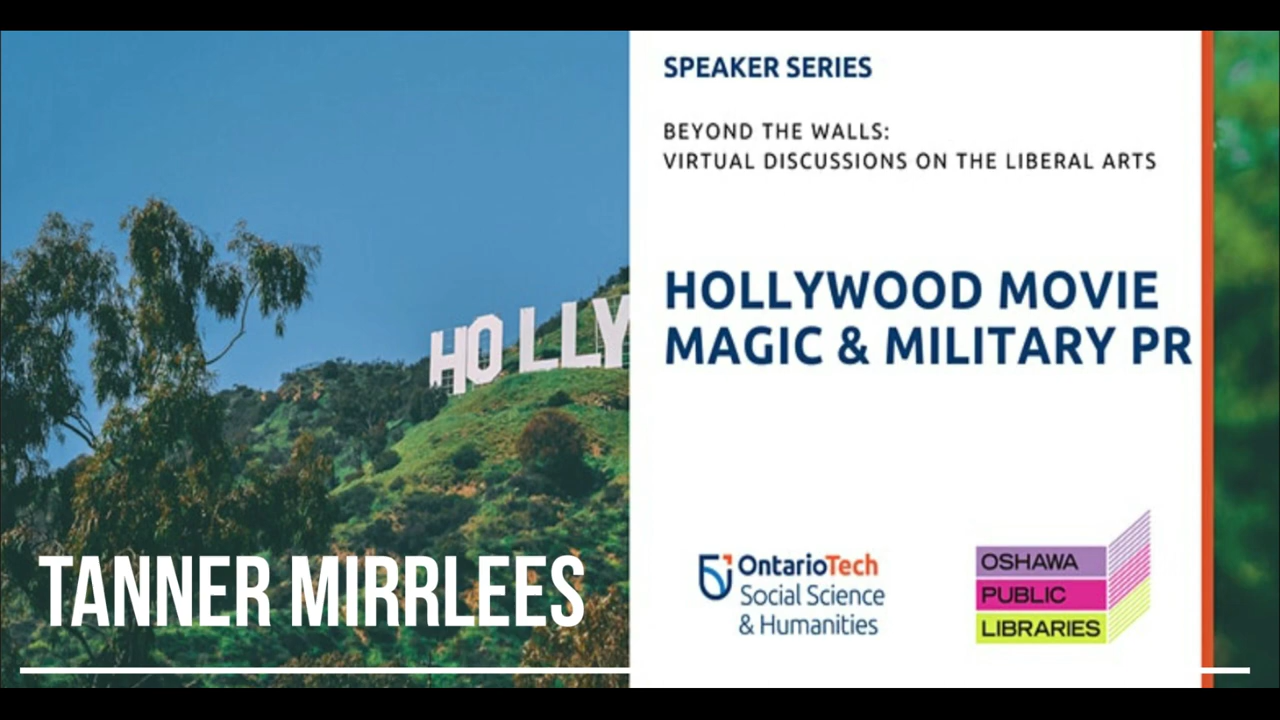 HOLLY
TANNER MIRRLEES
SPEAKER SERIES
BEYOND THE WALLS:
VIRTUAL DISCUSSIONS ON THE LIBERAL ARTS
HOLLYWOOD MOVIE
MAGIC & MILITARY PR
OntarioTech
Social Science
& Humanities
OSHAWA
PUBLIC
LIBRARIES